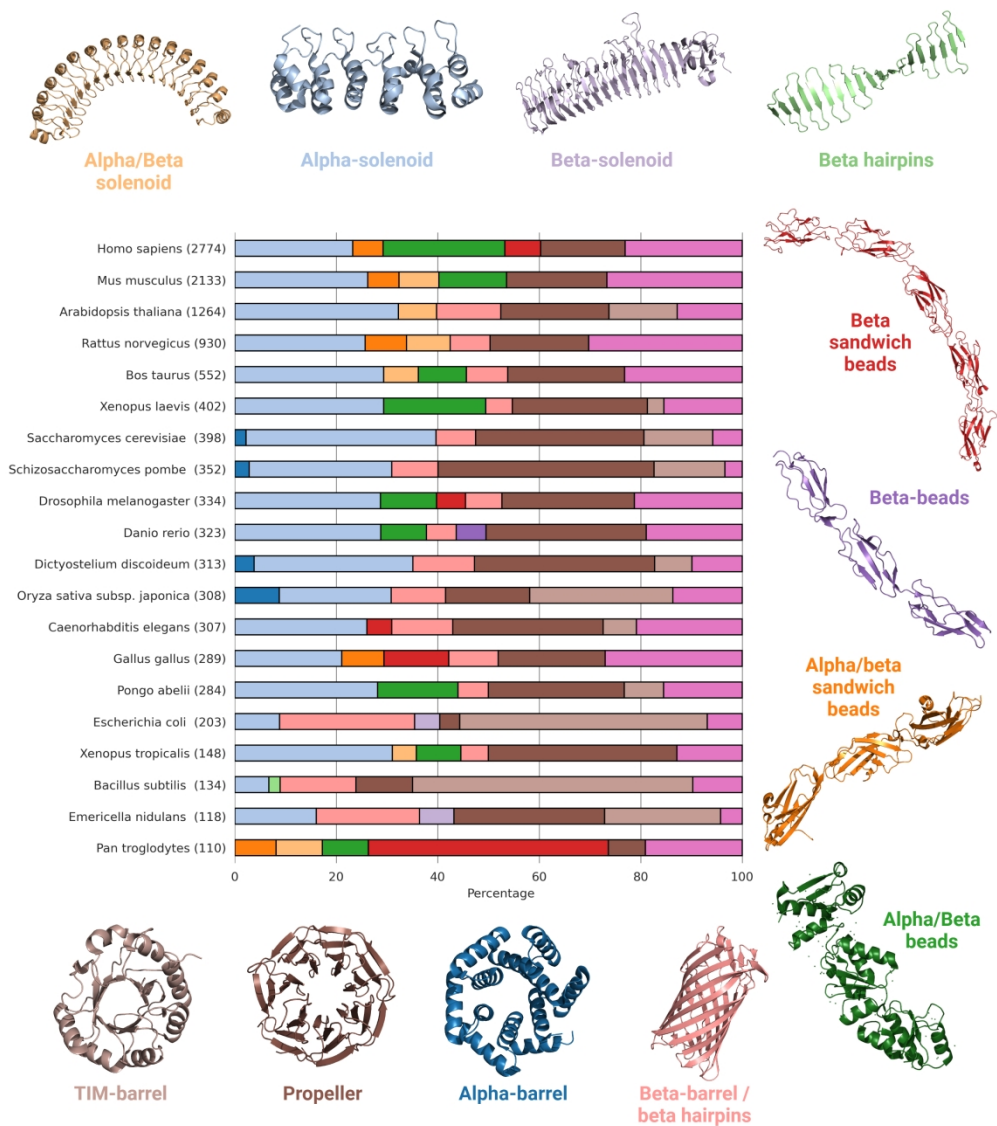 Alpha/Beta
solenoid
Alpha-solenoid
Beta-solenoid
Beta hairpins
Homo sapiens (2774)
Mus musculus (2133)
Arabidopsis thaliana (1264)
Rattus norvegicus (930)
Bos taurus (552)
Xenopus laevis (402)
Saccharomyces cerevisiae (398)
Schizosaccharomyces pombe (352)
Drosophila melanogaster (334)
Danio rerio (323)
Dictyostelium discoideum (313)
Oryza sativa subsp. japonica (308)
Caenorhabditis elegans (307)
Gallus gallus (289)
Pongo abelii (284)
Escherichia coli (203)
Xenopus tropicalis (148)
Bacillus subtilis (134)
Emericella nidulans (118)
Pan troglodytes (110)
0 20 40 60 80 100
Percentage
Beta
sandwich
beads
Beta-beads
Alpha/beta
sandwich
beads
Alpha/Beta
beads
TIM-barrel
Propeller
Alpha-barrel
Beta-barrel /
beta hairpins